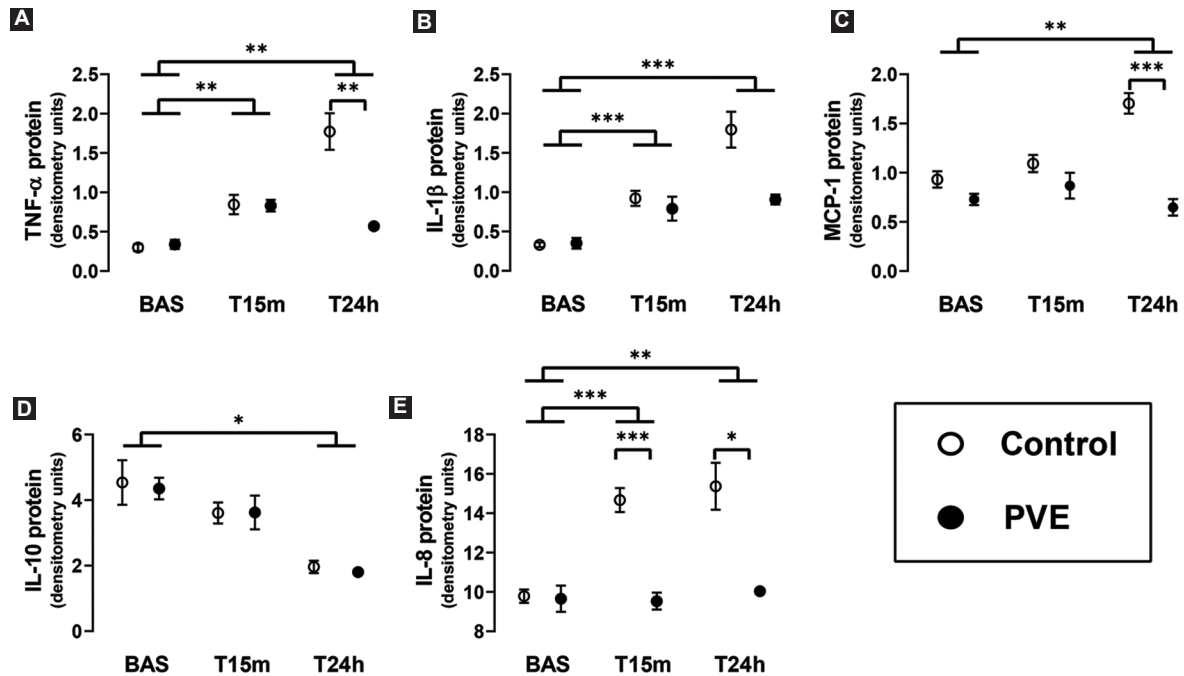 A
**
**
**
TNF-α protein
(densitometry units)
2.5
2.0
1.5
1.0
0.5
0.0
BAS T15m T24h
B
***
***
IL-1β protein
(densitometry units)
2.5
2.0
1.5
1.0
0.5
0.0
BAS T15m T24h
C
**
***
MCP-1 protein
(densitometry units)
2.0
1.5
1.0
0.5
0.0
BAS T15m T24h
D
*
IL-10 protein
(densitometry units)
6
4
2
0
BAS T15m T24h
E
**
***
***
*
IL-8 protein
(densitometry units)
18
16
14
12
10
8
BAS T15m T24h
Control
PVE